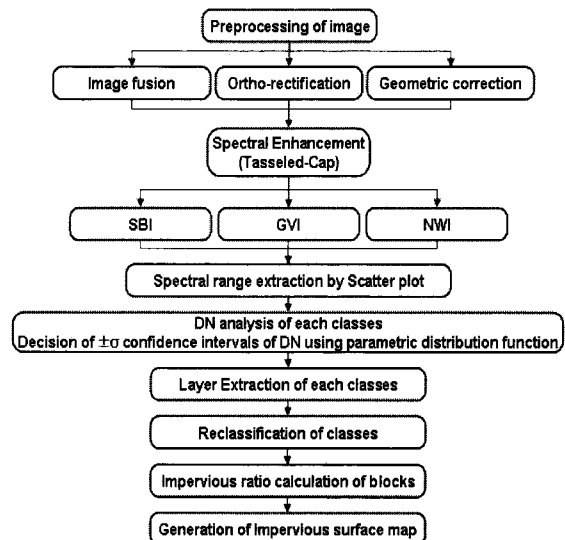 Preprocessing of image
Image fusion
Ortho-rectification
Geometric correction
Spectral Enhancement
(Tasseled-Cap)
SBI
GVI
NWI
Spectral range extraction by Scatter plot
DN analysis of each classes
Decision of ±σ confidence intervals of DN using parametric distribution function
Layer Extraction of each classes
Reclassification of classes
Impervious ratio calculation of blocks
Generation of Impervious surface map